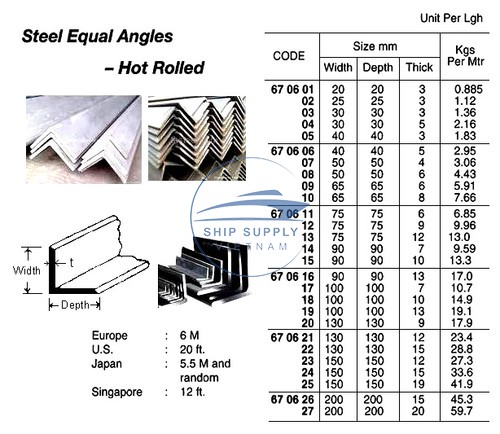 Unit Per Lgh
Steel Equal Angles
– Hot Rolled
CODE Size mm Kgs Per Mtr
Width Depth Thick
67 06 01 20 20 3 0.885
02 25 25 3 1.12
03 30 30 3 1.36
04 30 30 5 2.16
05 40 40 3 1.83
67 06 06 40 40 5 2.95
07 50 50 4 3.06
08 50 50 6 4.43
09 65 65 6 5.91
10 65 65 8 7.66
67 06 11 75 75 6 6.85
12 75 75 9 9.96
13 75 75 12 13.0
14 90 90 7 9.59
15 90 90 10 13.3
67 06 16 90 90 13 17.0
17 100 100 7 10.7
18 100 100 10 14.9
19 100 100 13 19.1
20 130 130 9 17.9
67 06 21 130 130 12 23.4
22 130 130 15 28.8
23 150 150 12 27.3
24 150 150 15 33.6
25 150 150 19 41.9
67 06 26 200 200 15 45.3
27 200 200 20 59.7
SHIP SUPPLY
VIETNAM
Width
t
Depth
Europe : 6 M
U.S. : 20 ft.
Japan : 5.5 M and
random
Singapore : 12 ft.